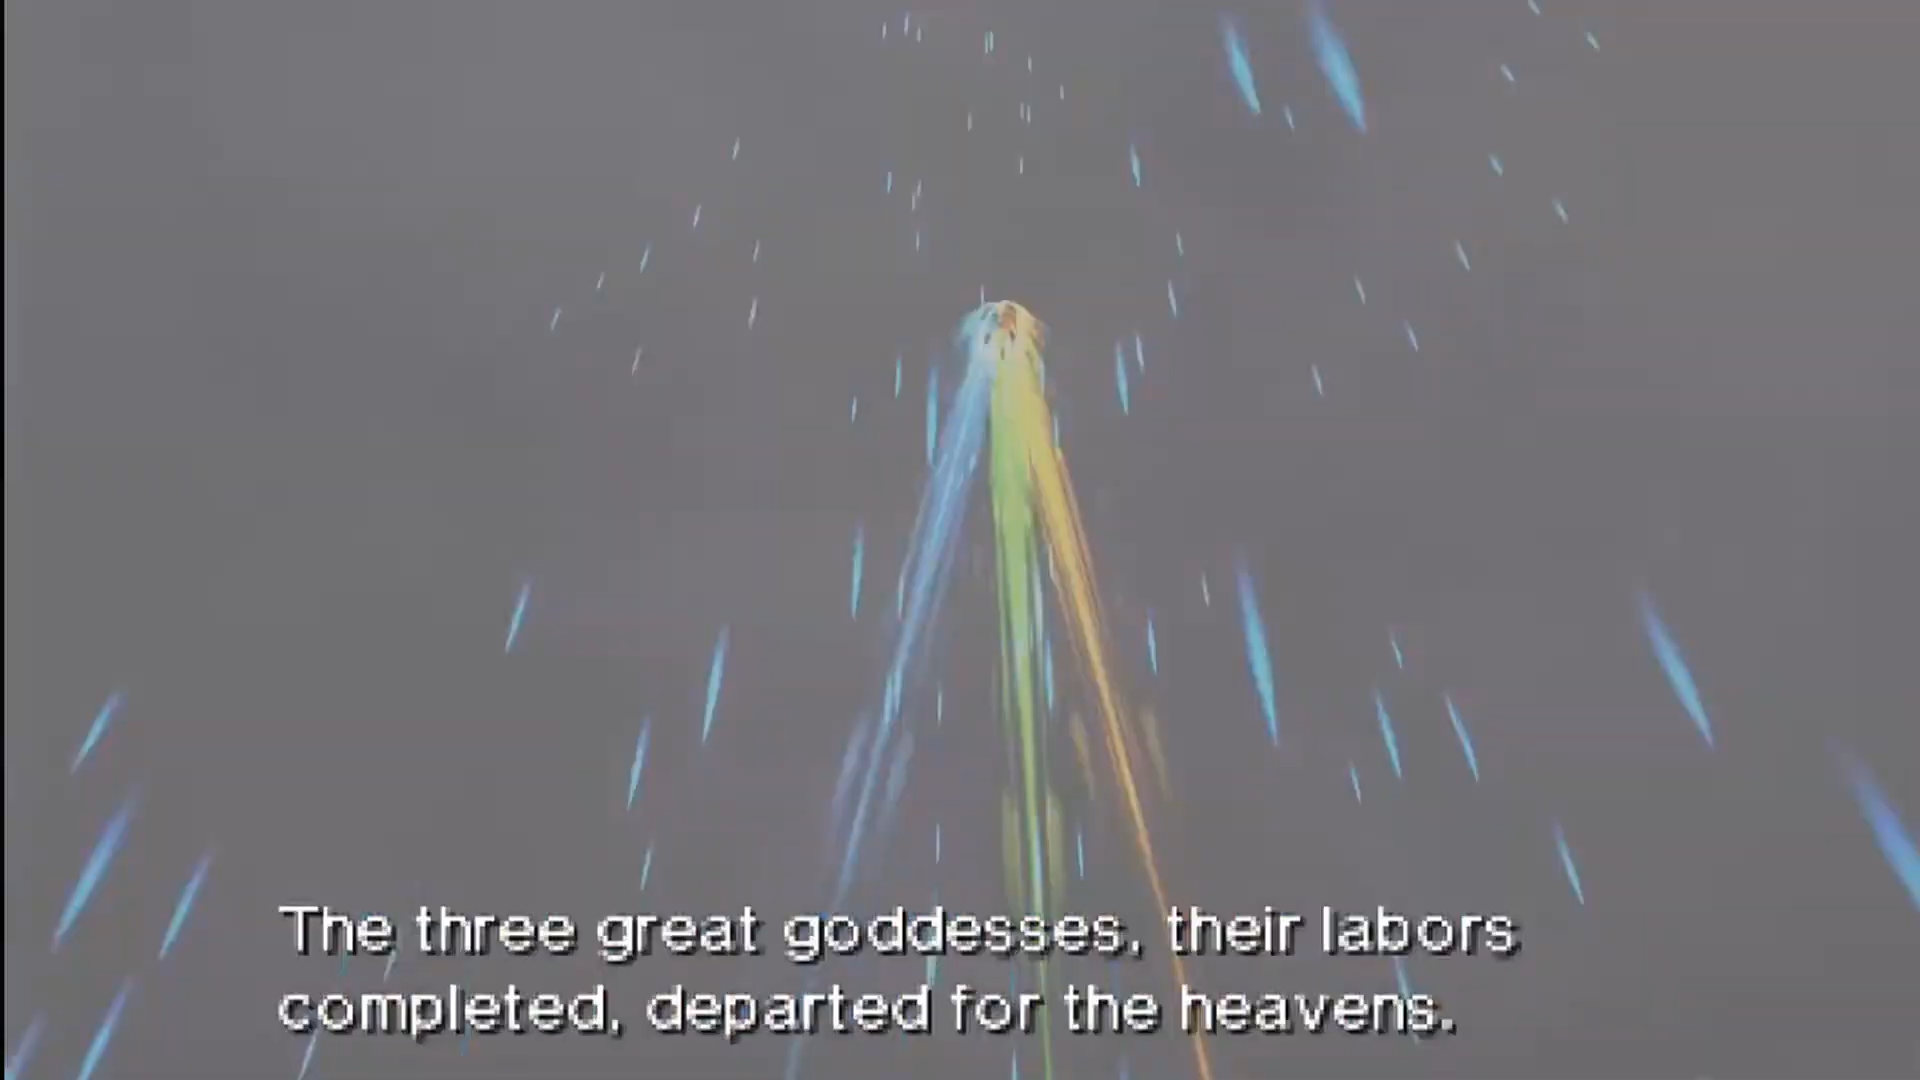 The three great goddesses, their labors
completed, departed for the heavens.